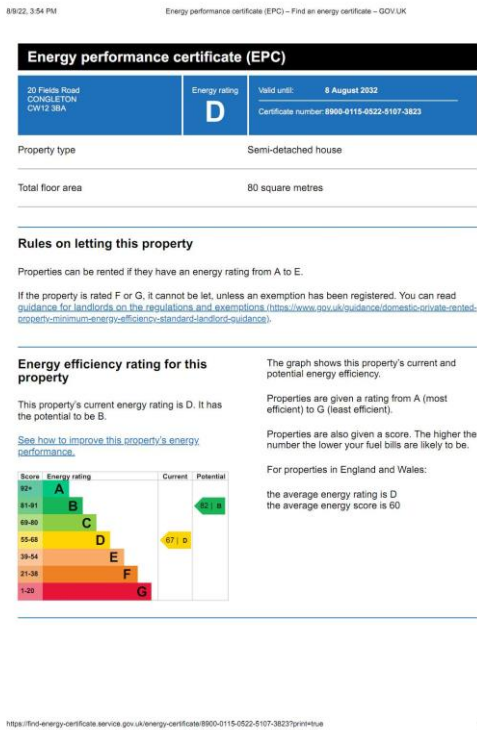 8/9/22, 3:54 PM
Energy performance certificate (EPC) – Find an energy certificate – GOV.UK
Energy performance certificate (EPC)
20 Fields Road
CONGLETON
CW12 3BA
Energy rating
D
Valid until: 8 August 2032
Certificate number: 8900-0115-0522-5107-3823
Property type Semi-detached house
Total floor area 80 square metres
Rules on letting this property
Properties can be rented if they have an energy rating from A to E.
If the property is rated F or G, it cannot be let, unless an exemption has been registered. You can read
guidance for landlords on the regulations and exemptions (https://www.gov.uk/guidance/domestic-private-rented-
property-minimum-energy-efficiency-standard-landlord-guidance).
Energy efficiency rating for this
property
This property's current energy rating is D. It has
the potential to be B.
See how to improve this property's energy
performance.
Score Energy rating Current Potential
92+ A
81-91 B 82 | B
69-80 C
55-68 D 67 | D
39-54 E
21-38 F
1-20 G
The graph shows this property's current and
potential energy efficiency.
Properties are given a rating from A (most
efficient) to G (least efficient).
Properties are also given a score. The higher the
number the lower your fuel bills are likely to be.
For properties in England and Wales:
the average energy rating is D
the average energy score is 60
https://find-energy-certificate.service.gov.uk/energy-certificate/8900-0115-0522-5107-3823?print=true